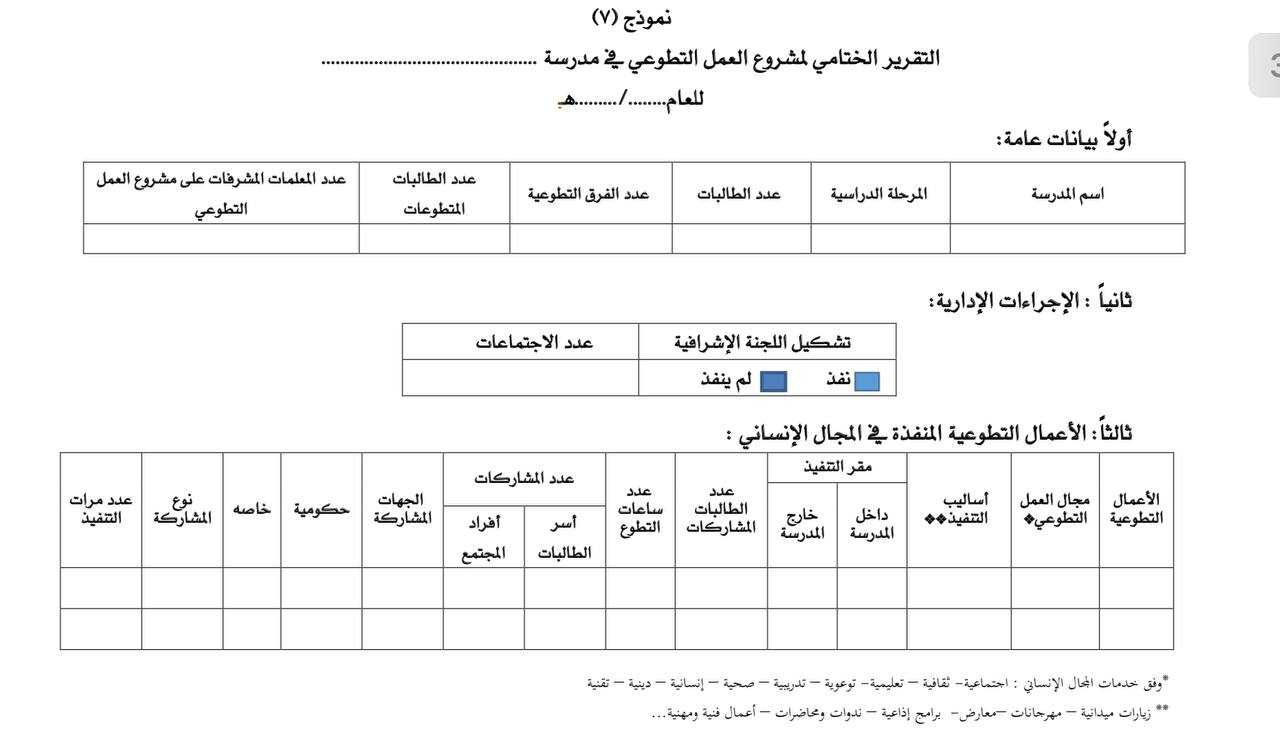 نموذج (٧)
التقرير الختامي لمشروع العمل التطوعي في مدرسة ............................................
للعام......../.........هـ
أولاً بيانات عامة:
اسم المدرسة
المرحلة الدراسية
عدد الطالبات
عدد الفرق التطوعية
عدد الطالبات
المتطوعات
عدد المعلمات المشرفات على مشروع العمل
التطوعي
ثانياً : الإجراءات الإدارية:
تشكيل اللجنة الإشرافية
عدد الاجتماعات
نفذ
لم ينفذ
ثالثاً: الأعمال التطوعية المنفذة في المجال الإنساني :
الأعمال
التطوعية
مجال العمل
التطوعي❖
أساليب
التنفيذ❖❖
مقر التنفيذ
داخل
المدرسة
خارج
المدرسة
عدد
الطالبات
المشاركات
عدد
ساعات
التطوع
عدد المشاركات
أسر
الطالبات
أفراد
المجتمع
الجهات
المشاركة
حكومية
خاصه
نوع
المشاركة
عدد مرات
التنفيذ
*وفق خدمات المجال الإنساني : اجتماعية– ثقافية – تعليمية– توعوية – تدريبية – صحية – إنسانية – دينية – تقنية
** زيارات ميدانية – مهرجانات –معارض– برامج إذاعية – ندوات ومحاضرات – أعمال فنية ومهنية...
3